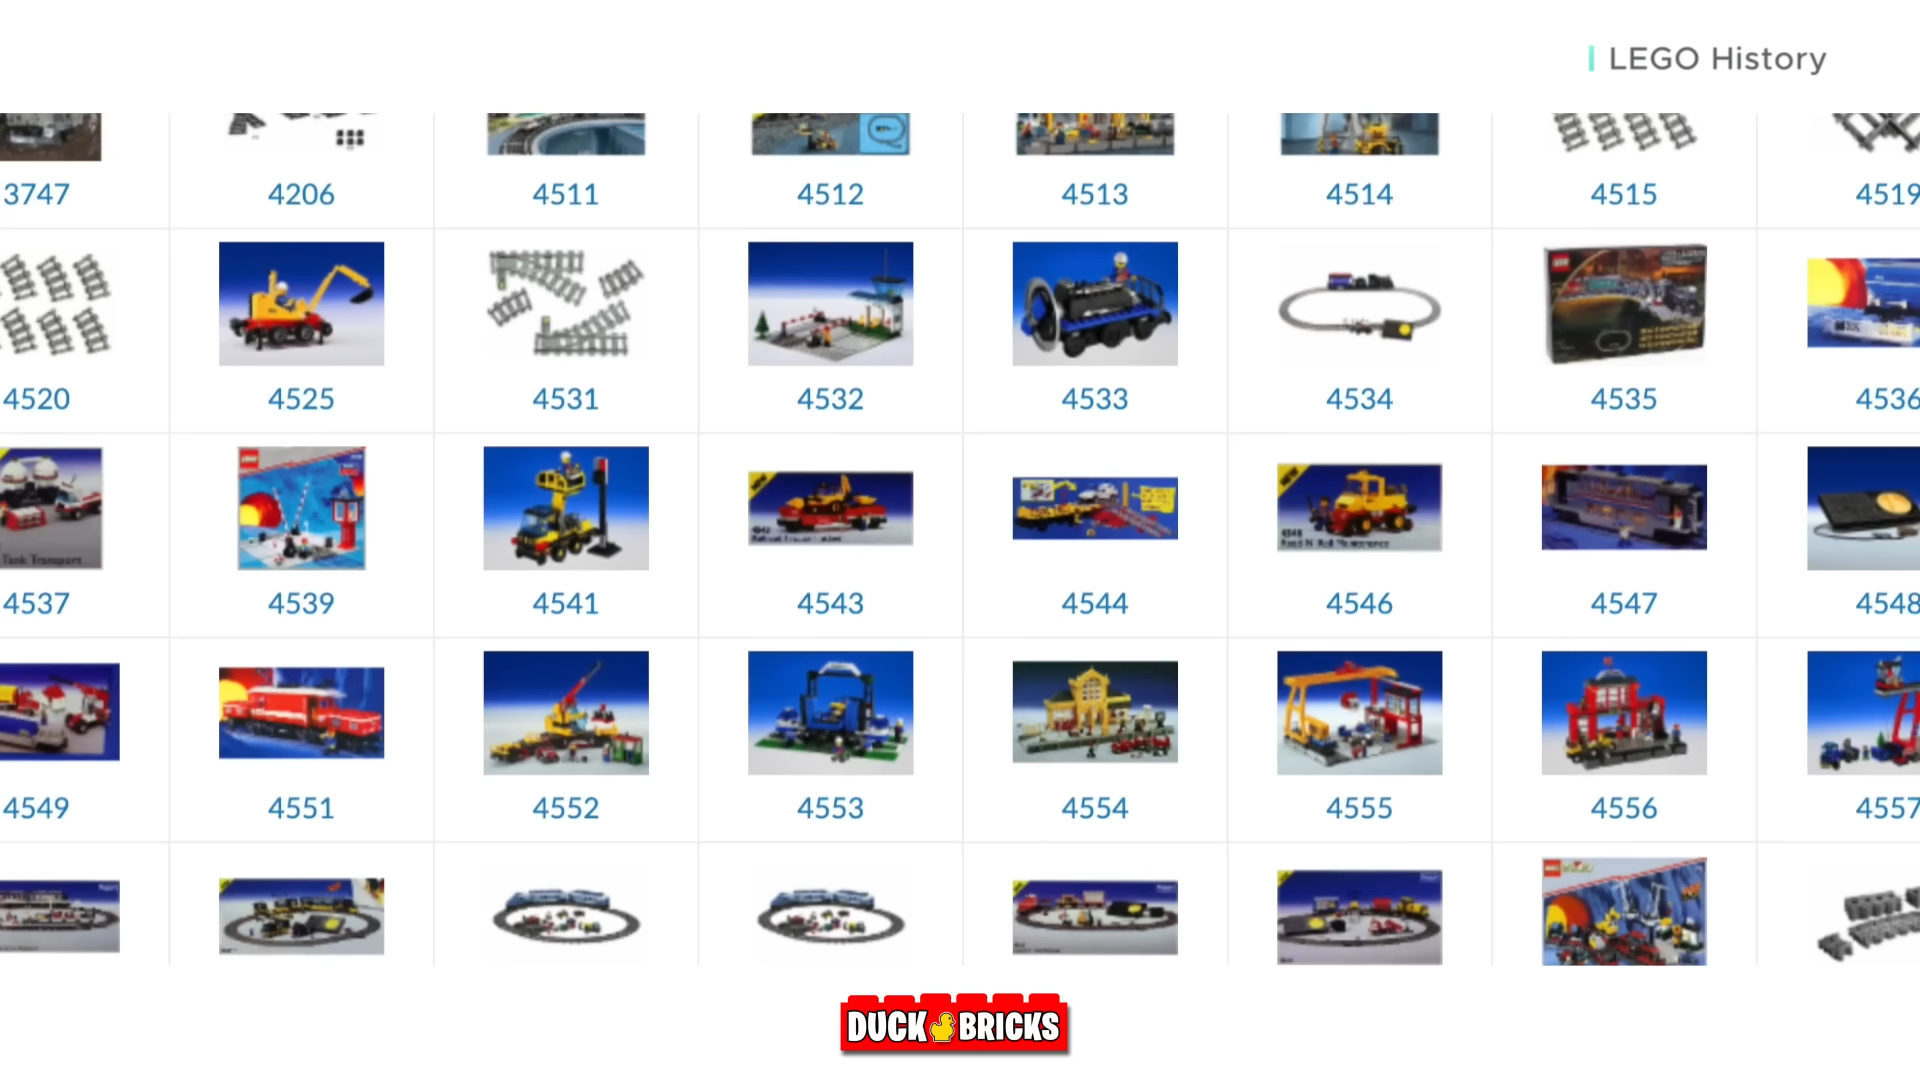 LEGO History
3747 4206 4511 4512 4513 4514 4515 4519
4520 4525 4531 4532 4533 4534 4535 4536
4537 4539 4541 4543 4544 4546 4547 4548
4549 4551 4552 4553 4554 4555 4556 4557
DUCK BRICKS